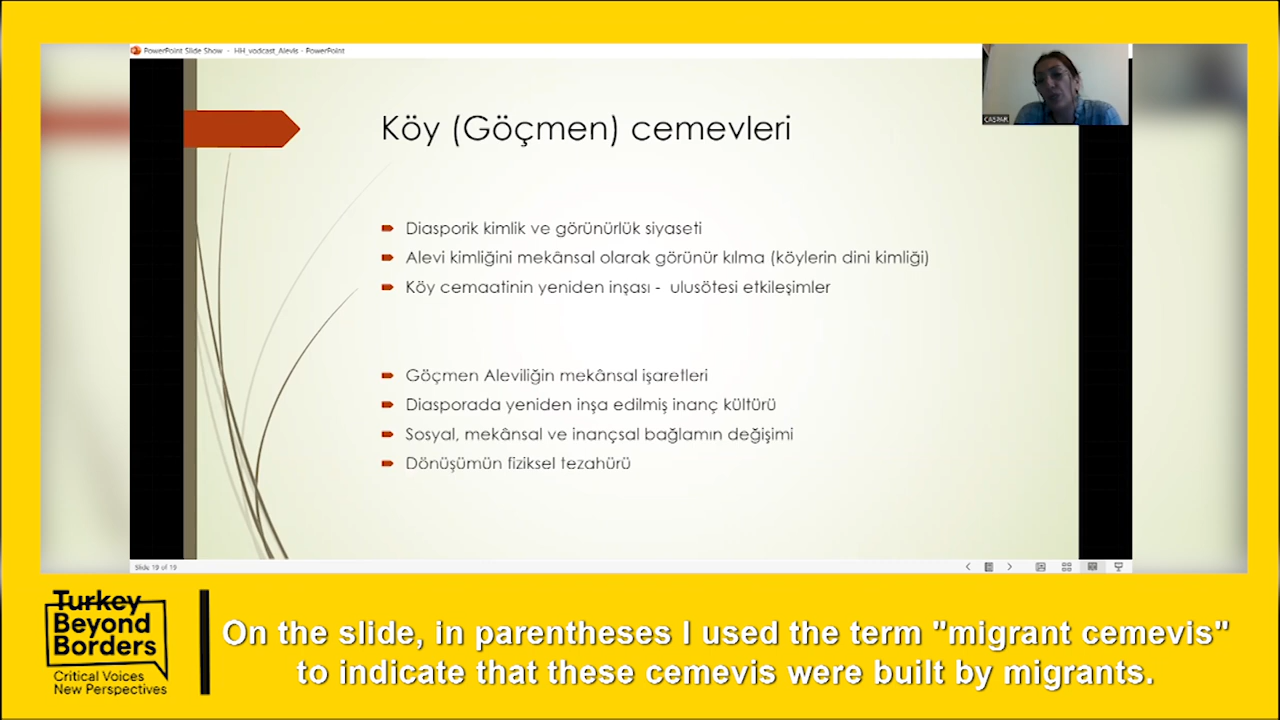 PowerPoint Slide Show - HH_vodcast_Alevis - PowerPoint
CASPAR
Köy (Göçmen) cemevleri
Diasporik kimlik ve görünürlük siyaseti
Alevi kimliğini mekânsal olarak görünür kılma (köylerin dini kimliği)
Köy cemaatinin yeniden inşası - ulusötesi etkileşimler
Göçmen Aleviliğin mekânsal işaretleri
Diasporada yeniden inşa edilmiş inanç kültürü
Sosyal, mekânsal ve inançsal bağlamın değişimi
Dönüşümün fiziksel tezahürü
Slide 19 of 19
Turkey
Beyond
Borders
Critical Voices
New Perspectives
On the slide, in parentheses I used the term "migrant cemevis"
to indicate that these cemevis were built by migrants.